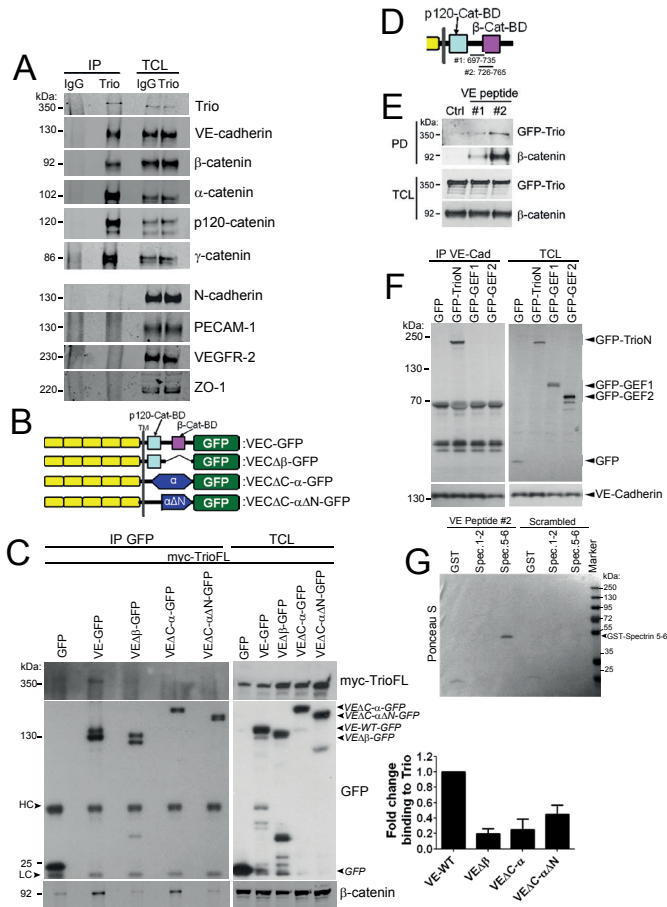 A
IP
TCL
IgG Trio IgG Trio
kDa:
350 Trio
130 VE-cadherin
92 β-catenin
102 α-catenin
120 p120-catenin
86 γ-catenin
130 N-cadherin
130 PECAM-1
230 VEGFR-2
220 ZO-1
B
p120-Cat-BD
β-Cat-BD
TM
GFP :VEC-GFP
GFP :VECΔβ-GFP
α GFP :VECΔC-α-GFP
αΔN GFP :VECΔC-αΔN-GFP
C
IP GFP
TCL
myc-TrioFL
GFP
VE-GFP
VEΔβ-GFP
VEΔC-α-GFP
VEΔC-αΔN-GFP
GFP
VE-GFP
VEΔβ-GFP
VEΔC-α-GFP
VEΔC-αΔN-GFP
kDa:
350
myc-TrioFL
130
VEΔC-α-GFP
VEΔC-αΔN-GFP
VE-WT-GFP
VEΔβ-GFP
GFP
HC
25
LC
GFP
92
β-catenin
D
p120-Cat-BD
β-Cat-BD
#1: 697-735
#2: 726-765
E
VE peptide
kDa: Ctrl #1 #2
PD
350 GFP-Trio
92 β-catenin
TCL
350 GFP-Trio
92 β-catenin
F
IP VE-Cad
TCL
GFP
GFP-TrioN
GFP-GEF1
GFP-GEF2
GFP
GFP-TrioN
GFP-GEF1
GFP-GEF2
kDa:
250
130
70
GFP-TrioN
GFP-GEF1
GFP-GEF2
GFP
130
VE-Cadherin
G
VE Peptide #2
Scrambled
GST
Spec.1-2
Spec.5-6
GST
Spec.1-2
Spec.5-6
Marker
kDa:
250
130
95
72
55
GST-Spectrin 5-6
35
25
Ponceau S
Fold change
binding to Trio
1.2
1.0
0.8
0.6
0.4
0.2
0.0
VE-WT
VEΔβ
VEΔC-α
VEΔC-αΔN